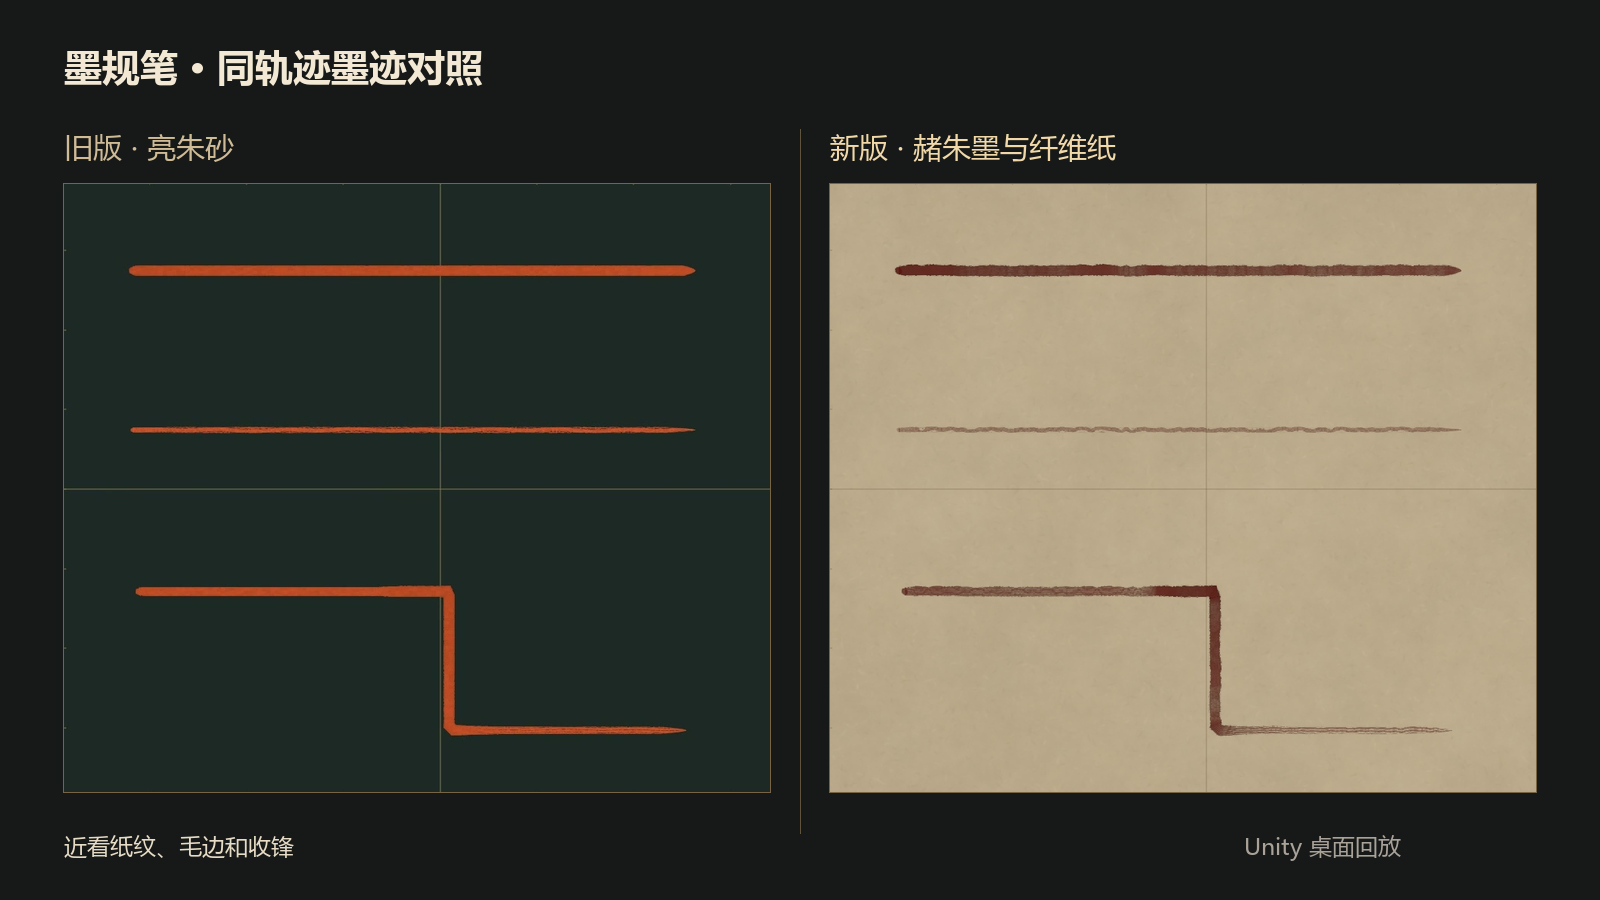 墨规笔·同轨迹墨迹对照
旧版·亮朱砂
新版·赭朱墨与纤维纸
近看纸纹、毛边和收锋
Unity 桌面回放